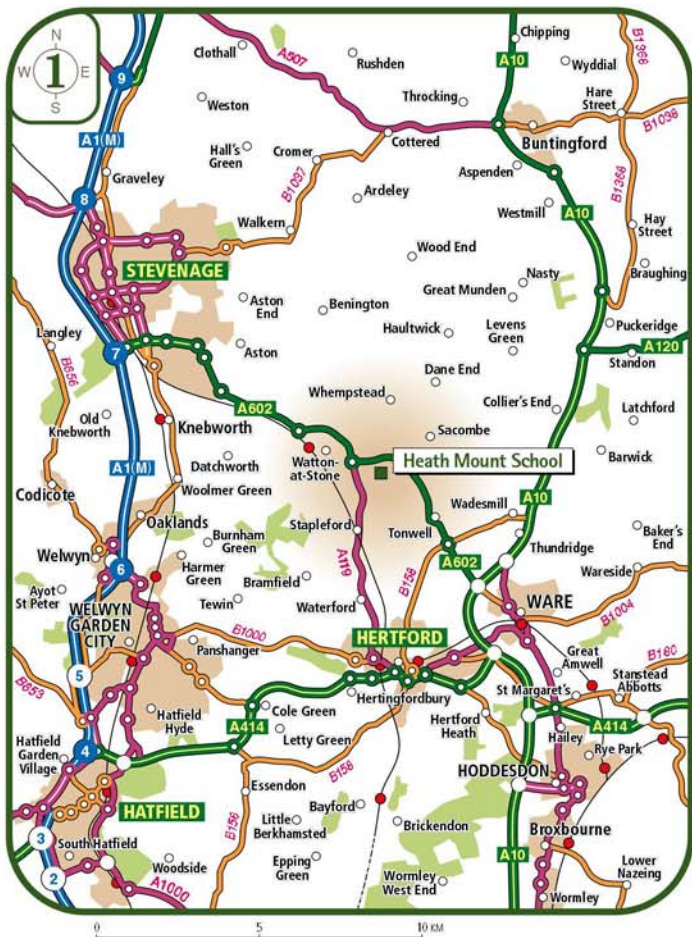 N
W 1 E
S
9
A507
Clothall
Rushden
Chipping
A10
Wyddial
B1368
Weston
Throcking
Hare
Street
B1038
A1(M)
Hall's
Green
Cromer
Cottered
Buntingford
B1037
Graveley
Aspenden
B1368
8
Ardeley
Westmill
A10
Walkern
Hay
Street
Wood End
STEVENAGE
Nasty
Braughing
Aston
End
Benington
Great Munden
Puckeridge
Langley
Haultwick
Levens
Green
A120
B656
7
Aston
Standon
Dane End
Whempstead
Collier's End
A602
Latchford
Old
Knebworth
Knebworth
Sacombe
Watton-
at-Stone
Heath Mount School
Barwick
A1(M)
Datchworth
Woolmer Green
Codicote
A10
Oaklands
Wadesmill
Stapleford
Tonwell
Baker's
End
Burnham
Green
Thundridge
Welwyn
A119
A602
Harmer
Green
Wareside
6
B158
Bramfield
Ayot
St Peter
Tewin
Waterford
WARE
WELWYN
GARDEN
CITY
B1000
HERTFORD
B1004
Panshanger
Great
Amwell
B180
5
St Margaret's
Stanstead
Abbotts
B653
Hertingfordbury
Hatfield
Hyde
Cole Green
A414
Hertford
Heath
A414
Letty Green
Hailey
Hatfield
Garden
Village
4
Rye Park
B158
HODDESDON
Essendon
HATFIELD
Bayford
B158
Little
Berkhamsted
Brickendon
Broxbourne
3
South Hatfield
Epping
Green
A10
Woodside
Lower
Nazeing
2
A1000
Wormley
West End
Wormley
0 5 10 KM